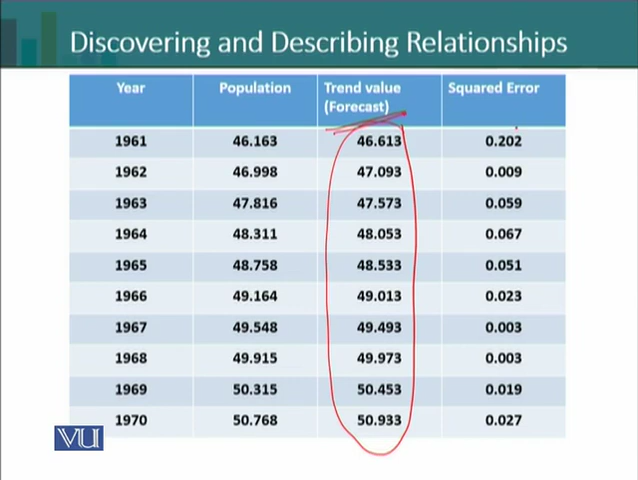 Discovering and Describing Relationships
Year Population Trend value (Forecast) Squared Error
1961 46.163 46.613 0.202
1962 46.998 47.093 0.009
1963 47.816 47.573 0.059
1964 48.311 48.053 0.067
1965 48.758 48.533 0.051
1966 49.164 49.013 0.023
1967 49.548 49.493 0.003
1968 49.915 49.973 0.003
1969 50.315 50.453 0.019
1970 50.768 50.933 0.027
VU